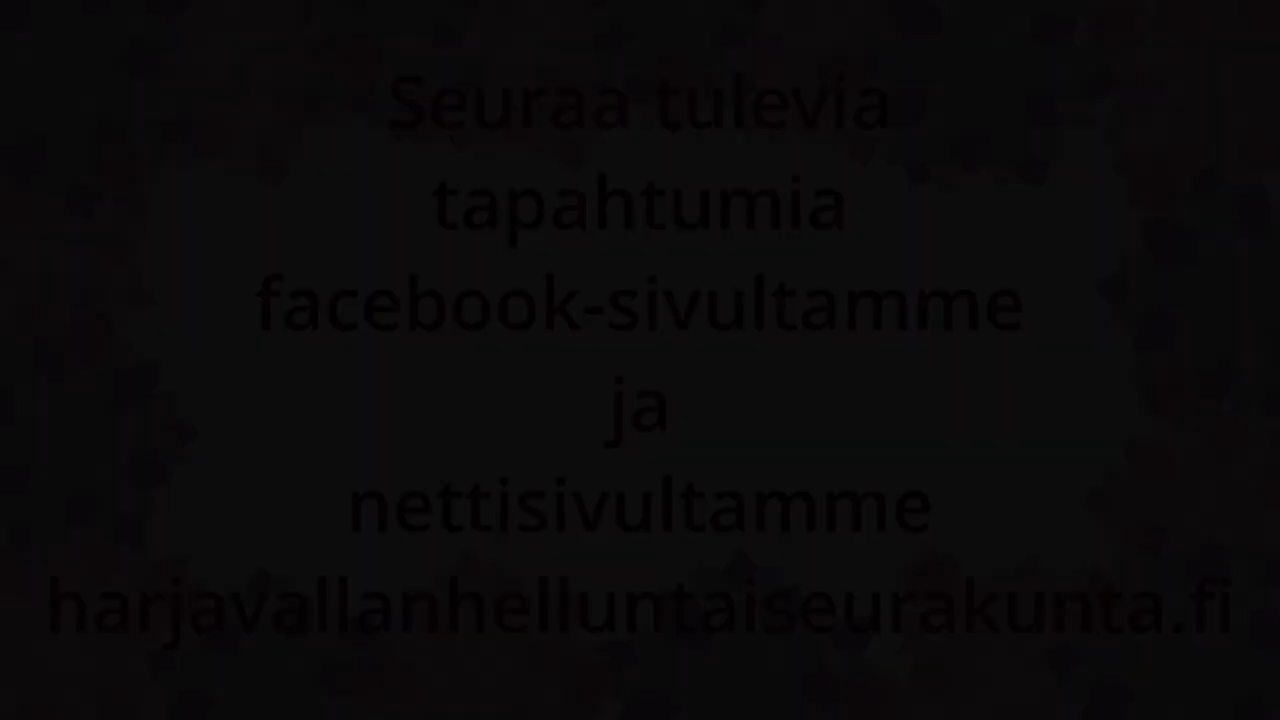 Seuraa tulevia
tapahtumia
facebook-sivultamme
ja
nettisivultamme
harjavallanhelluntaiseurakunta.fi